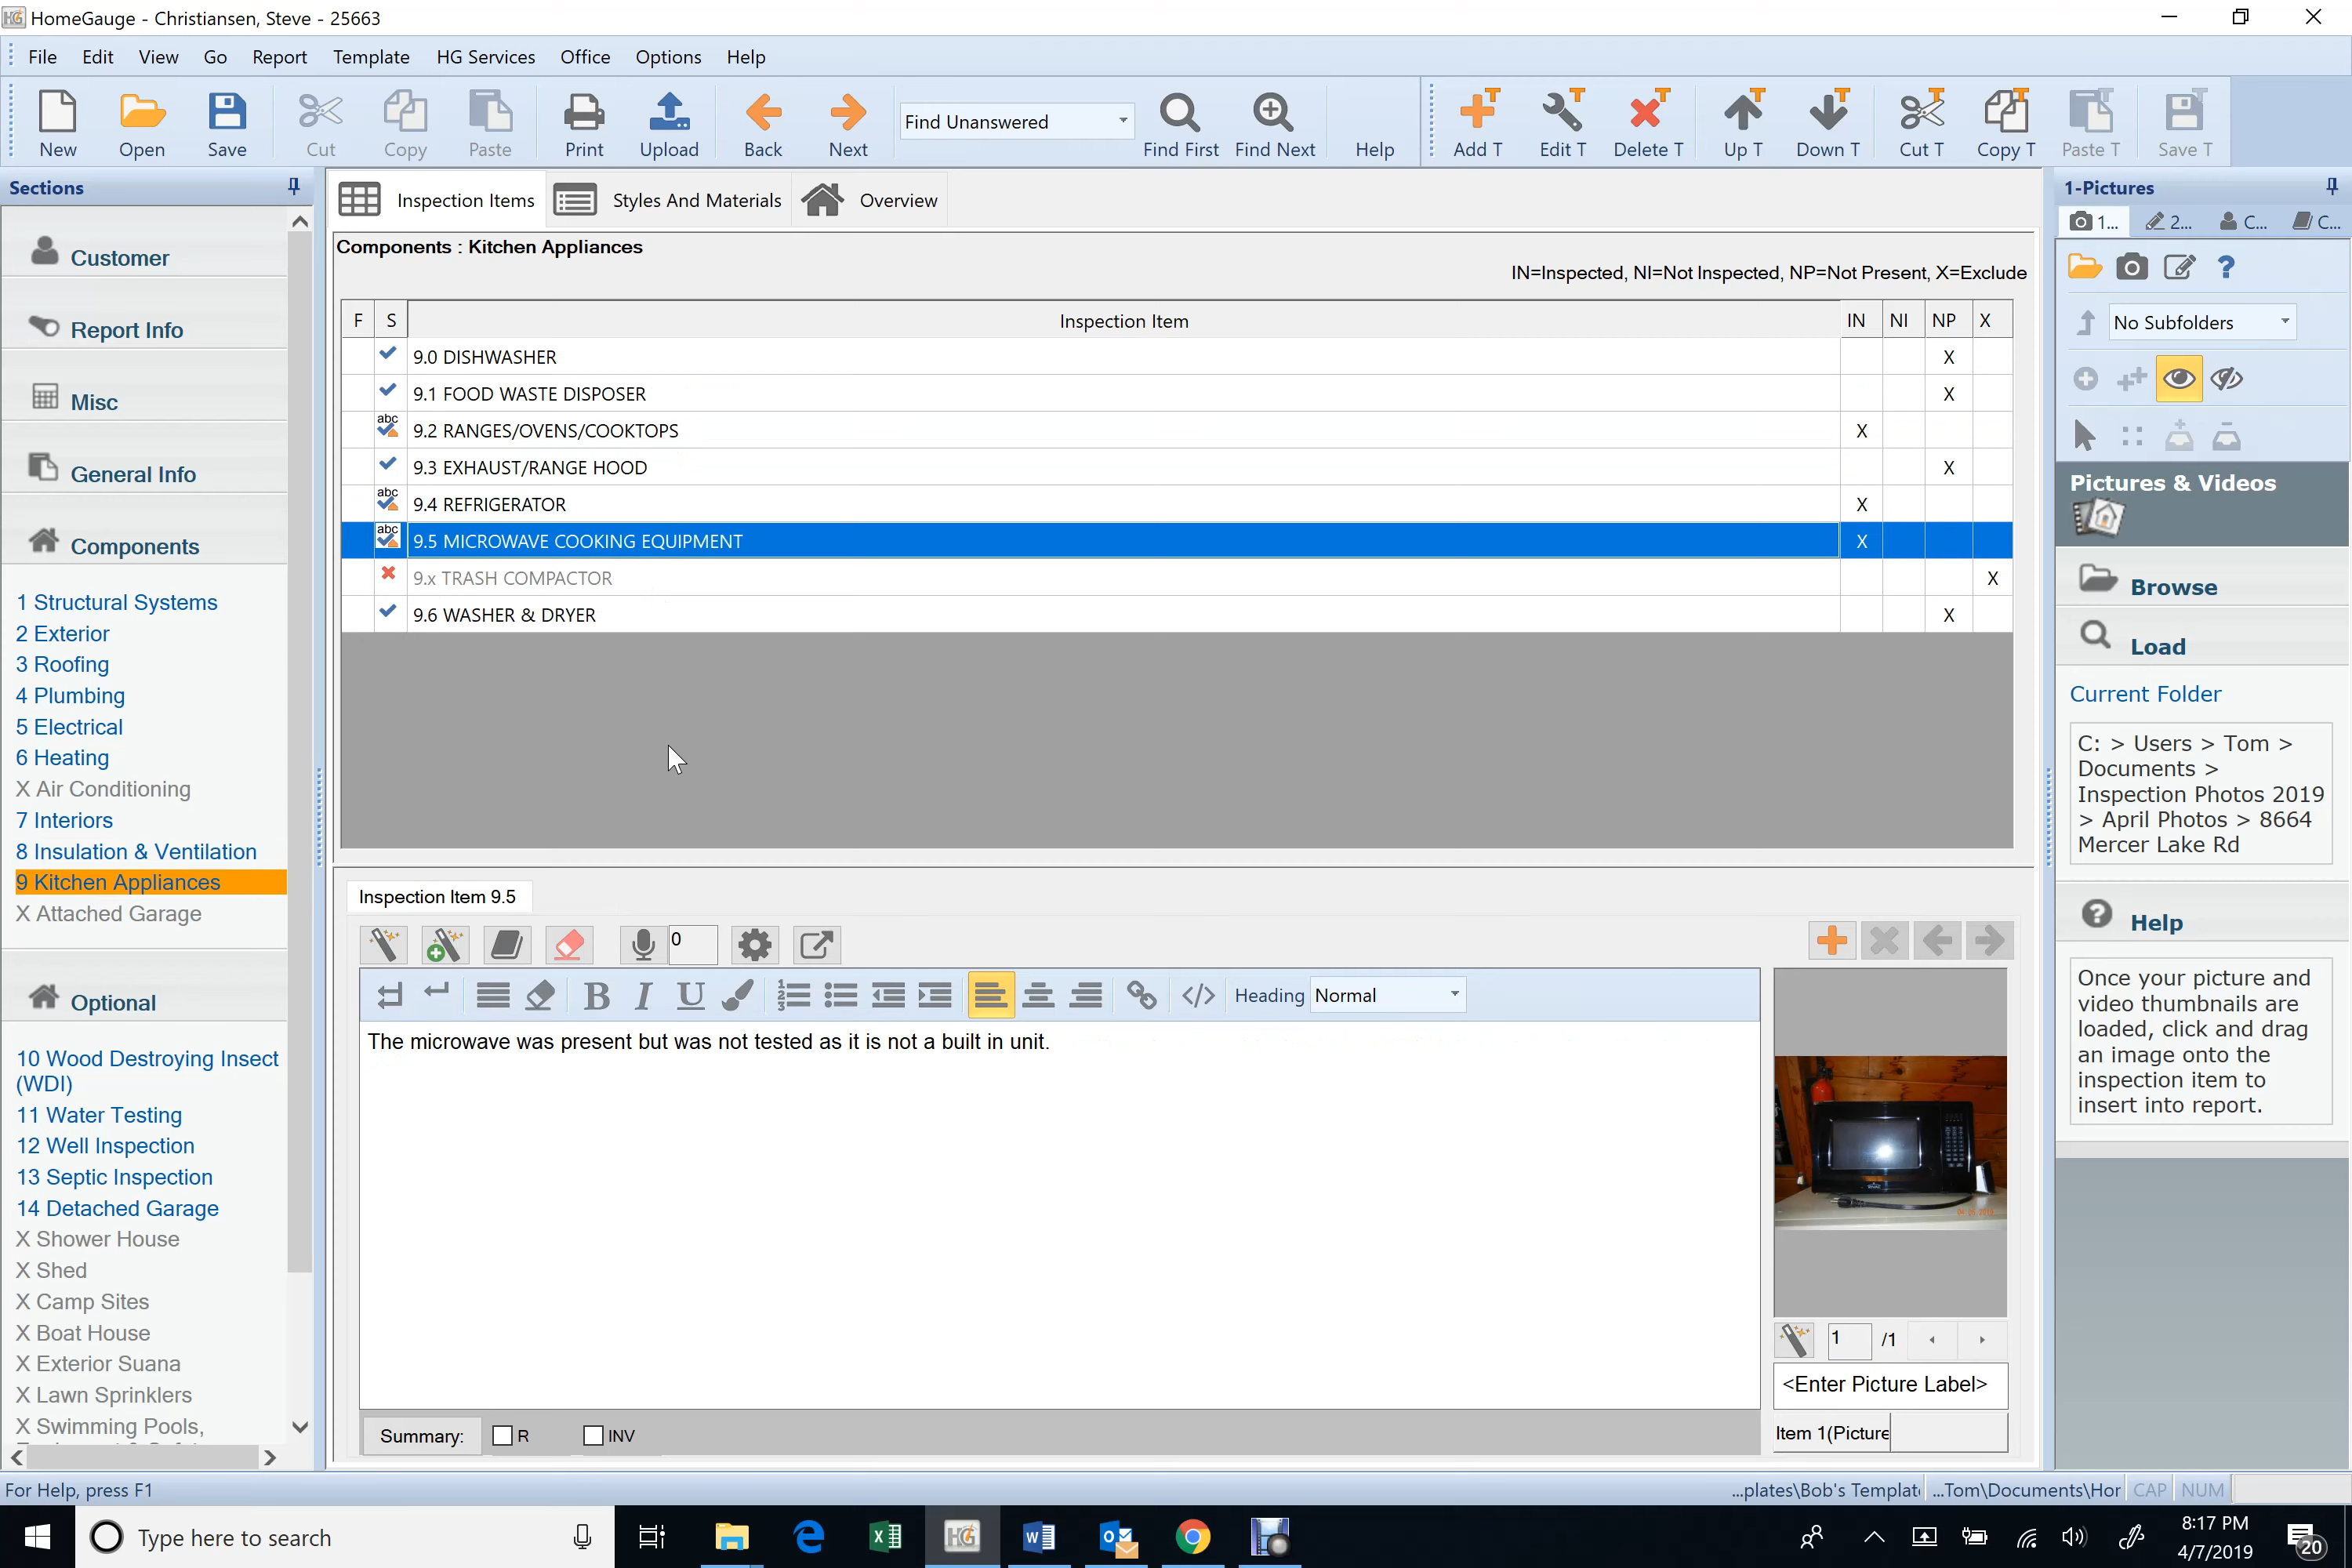 HomeGauge - Christiansen, Steve - 25663
File Edit View Go Report Template HG Services Office Options Help
New Open Save Cut Copy Paste Print Upload Back Next Find Unanswered Find First Find Next Help Add T Edit T Delete T Up T Down T Cut T Copy T Paste T Save T
Sections
Customer
Report Info
Misc
General Info
Components
1 Structural Systems
2 Exterior
3 Roofing
4 Plumbing
5 Electrical
6 Heating
X Air Conditioning
7 Interiors
8 Insulation & Ventilation
9 Kitchen Appliances
X Attached Garage
Optional
10 Wood Destroying Insect
(WDI)
11 Water Testing
12 Well Inspection
13 Septic Inspection
14 Detached Garage
X Shower House
X Shed
X Camp Sites
X Boat House
X Exterior Suana
X Lawn Sprinklers
X Swimming Pools,
Inspection Items Styles And Materials Overview
Components : Kitchen Appliances
IN=Inspected, NI=Not Inspected, NP=Not Present, X=Exclude
F S Inspection Item IN NI NP X
9.0 DISHWASHER X
9.1 FOOD WASTE DISPOSER X
abc 9.2 RANGES/OVENS/COOKTOPS X
9.3 EXHAUST/RANGE HOOD X
abc 9.4 REFRIGERATOR X
abc 9.5 MICROWAVE COOKING EQUIPMENT X
9.x TRASH COMPACTOR X
9.6 WASHER & DRYER X
Inspection Item 9.5
0
B I U Heading Normal
The microwave was present but was not tested as it is not a built in unit.
Summary: R INV
1 /1
<Enter Picture Label>
Item 1(Picture
1-Pictures
1... 2... C... C...
No Subfolders
Pictures & Videos
Browse
Load
Current Folder
C: > Users > Tom >
Documents >
Inspection Photos 2019
> April Photos > 8664
Mercer Lake Rd
Help
Once your picture and
video thumbnails are
loaded, click and drag
an image onto the
inspection item to
insert into report.
For Help, press F1
...plates\Bob's Templat ...Tom\Documents\Hor CAP NUM
Type here to search
8:17 PM
4/7/2019
20